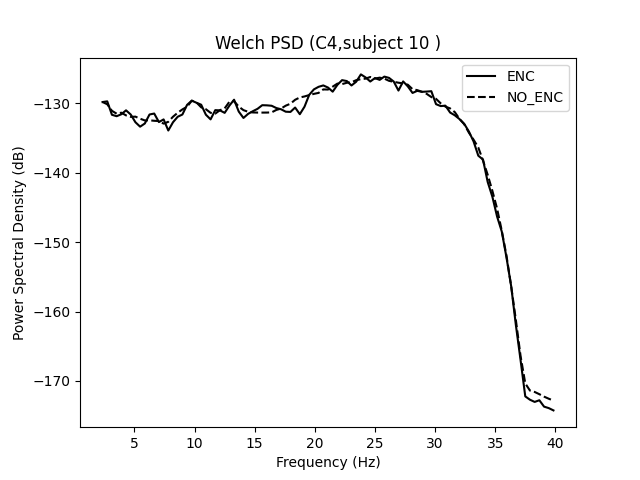 Welch PSD (C4,subject 10 )
ENC
NO_ENC
Power Spectral Density (dB)
−130
−140
−150
−160
−170
5 10 15 20 25 30 35 40
Frequency (Hz)